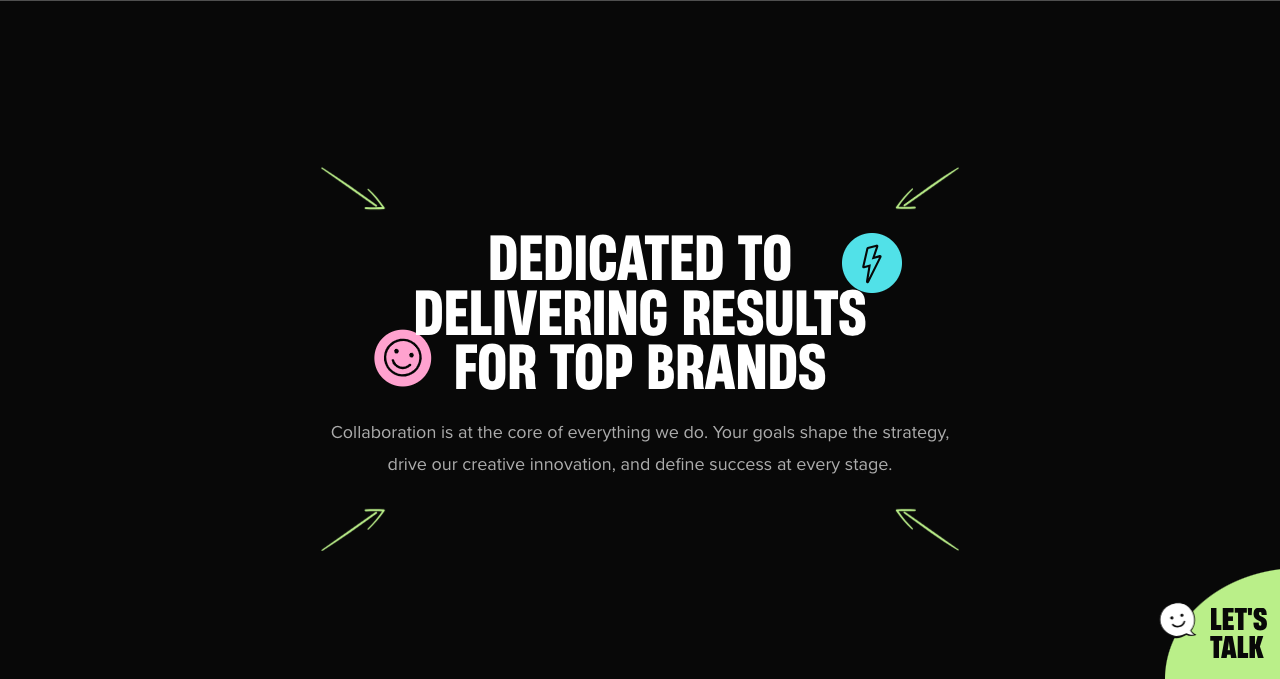 DEDICATED TO
DELIVERING RESULTS
FOR TOP BRANDS
Collaboration is at the core of everything we do. Your goals shape the strategy,
drive our creative innovation, and define success at every stage.
LET'S
TALK